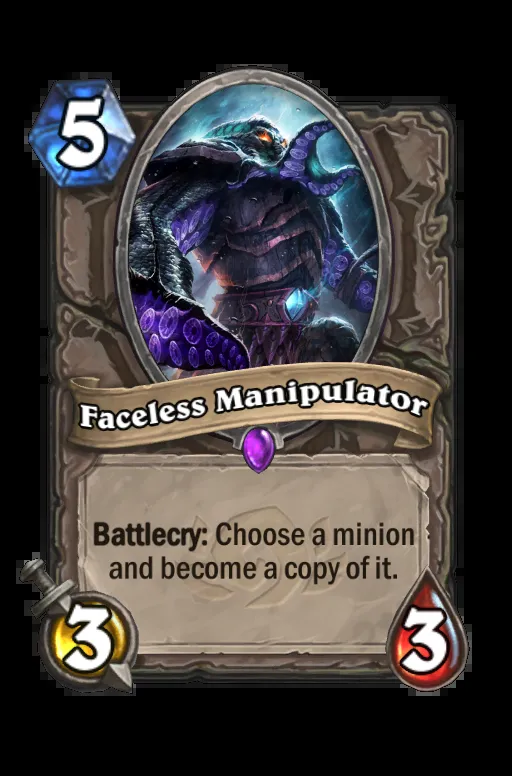 5
Faceless Manipulator
Battlecry: Choose a minion
and become a copy of it.
3
3